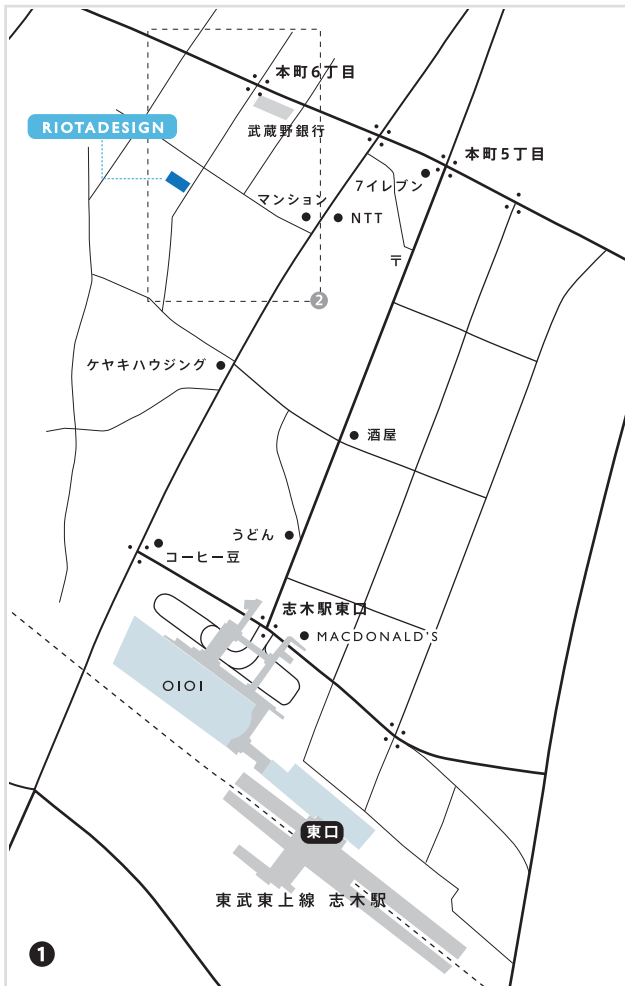 本町6丁目
RIOTADESIGN
武蔵野銀行
本町5丁目
7イレブン
マンション
NTT
〒
2
ケヤキハウジング
酒屋
うどん
コーヒー豆
志木駅東口
MACDONALD'S
OIOI
東口
東武東上線 志木駅
1